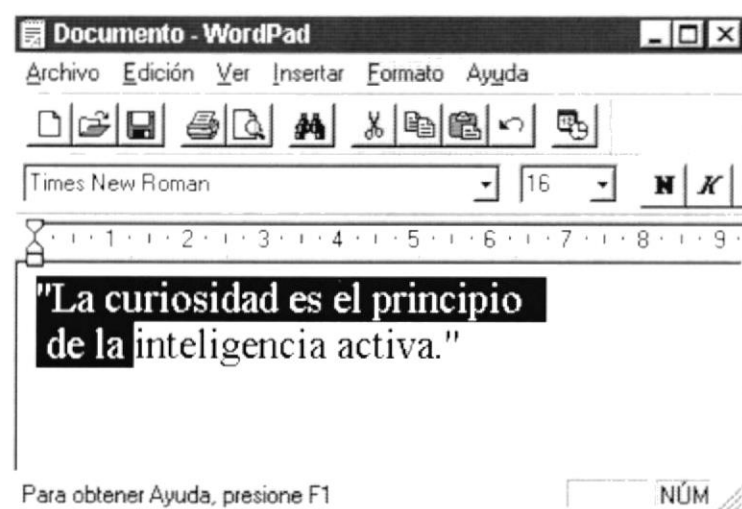 Documento - WordPad
Archivo Edición Ver Insertar Formato Ayuda
Times New Roman 16 N K
1 2 3 4 5 6 7 8 9
"La curiosidad es el principio
de la inteligencia activa."
Para obtener Ayuda, presione F1 NÚM